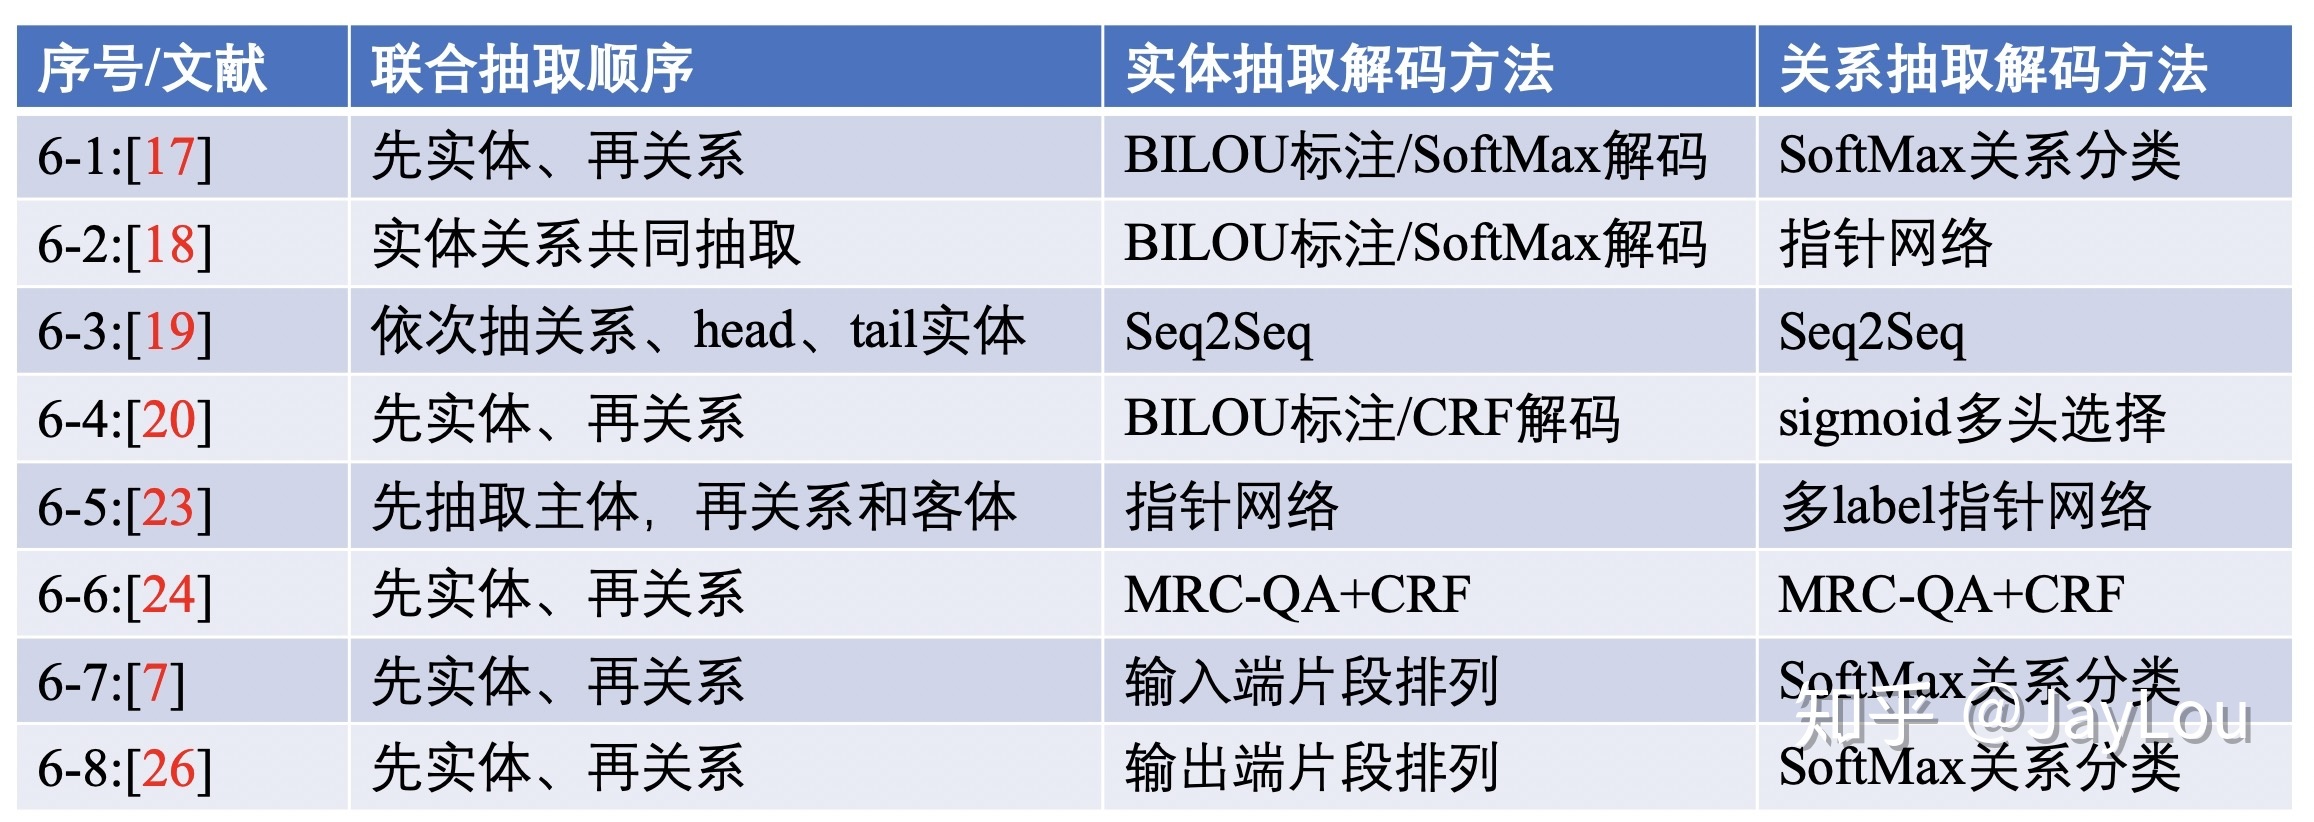 序号/文献 联合抽取顺序 实体抽取解码方法 关系抽取解码方法
6-1:[17] 先实体、再关系 BILOU标注/SoftMax解码 SoftMax关系分类
6-2:[18] 实体关系共同抽取 BILOU标注/SoftMax解码 指针网络
6-3:[19] 依次抽关系、head、tail实体 Seq2Seq Seq2Seq
6-4:[20] 先实体、再关系 BILOU标注/CRF解码 sigmoid多头选择
6-5:[23] 先抽取主体，再关系和客体 指针网络 多label指针网络
6-6:[24] 先实体、再关系 MRC-QA+CRF MRC-QA+CRF
6-7:[7] 先实体、再关系 输入端片段排列 SoftMax关系分类
知乎 @JayLou
6-8:[26] 先实体、再关系 输出端片段排列 SoftMax关系分类